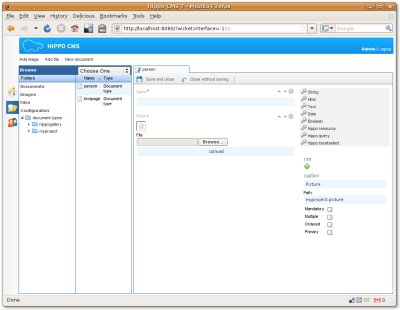 Hippo CMS 7 - Mozilla Firefox
File Edit View History Delicious Bookmarks Tools Help
http://localhost:8080/?wicket:interface=:1:::
Google
HIPPO CMS
Admin | Logout
Add image Add file New document
Browse
Folders
Documents
Images
Files
Configuration
document types
hippogallery
myproject
Choose One
Name Type
person Document type
textpage Document type
person
Save and close Close without saving
Name*
Picture
File
Browse...
Upload
String
Html
Text
Date
Boolean
hippo:resource
hippo:query
hippo:facetselect
css
caption
Picture
Path
myproject:picture
Mandatory
Multiple
Ordered
Primary
Done
0